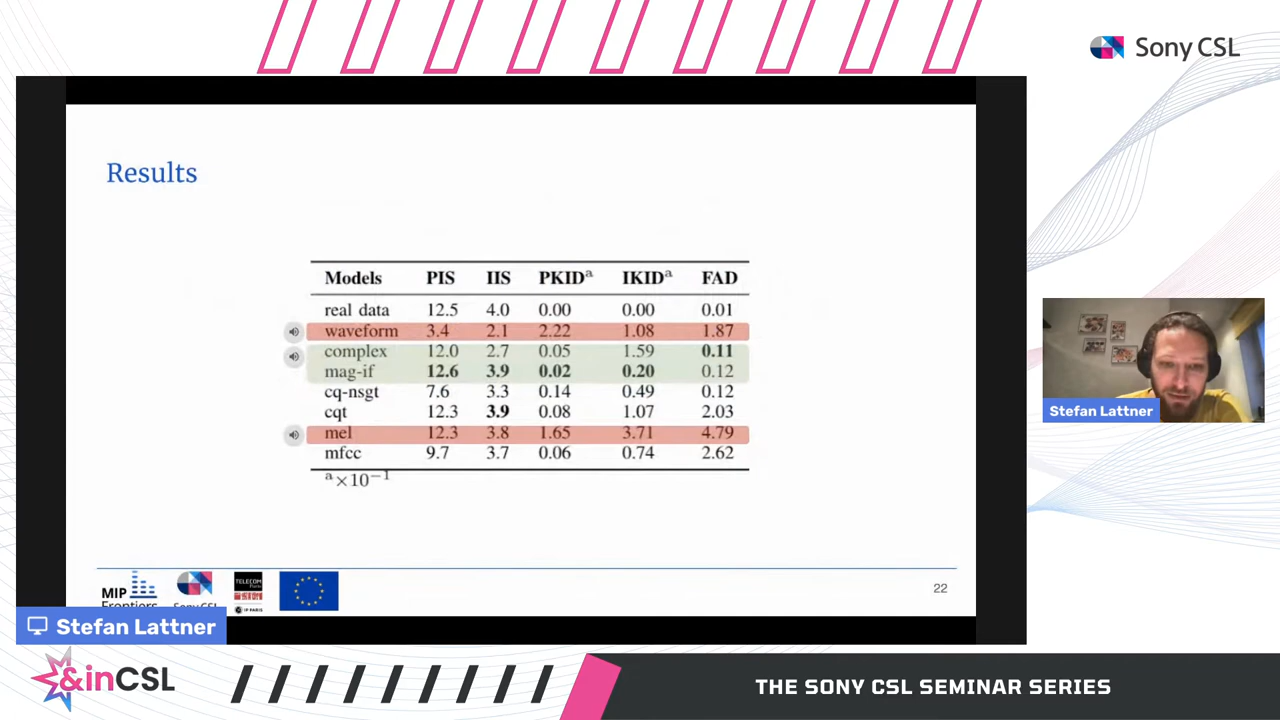 Sony CSL
Results
Models PIS IIS PKIDᵃ IKIDᵃ FAD
real data 12.5 4.0 0.00 0.00 0.01
waveform 3.4 2.1 2.22 1.08 1.87
complex 12.0 2.7 0.05 1.59 0.11
mag-if 12.6 3.9 0.02 0.20 0.12
cq-nsgt 7.6 3.3 0.14 0.49 0.12
cqt 12.3 3.9 0.08 1.07 2.03
mel 12.3 3.8 1.65 3.71 4.79
mfcc 9.7 3.7 0.06 0.74 2.62
ᵃ×10⁻¹
Stefan Lattner
MIP
Frontiers
Sony CSL
TELECOM
Paris
IP PARIS
22
Stefan Lattner
&inCSL
THE SONY CSL SEMINAR SERIES